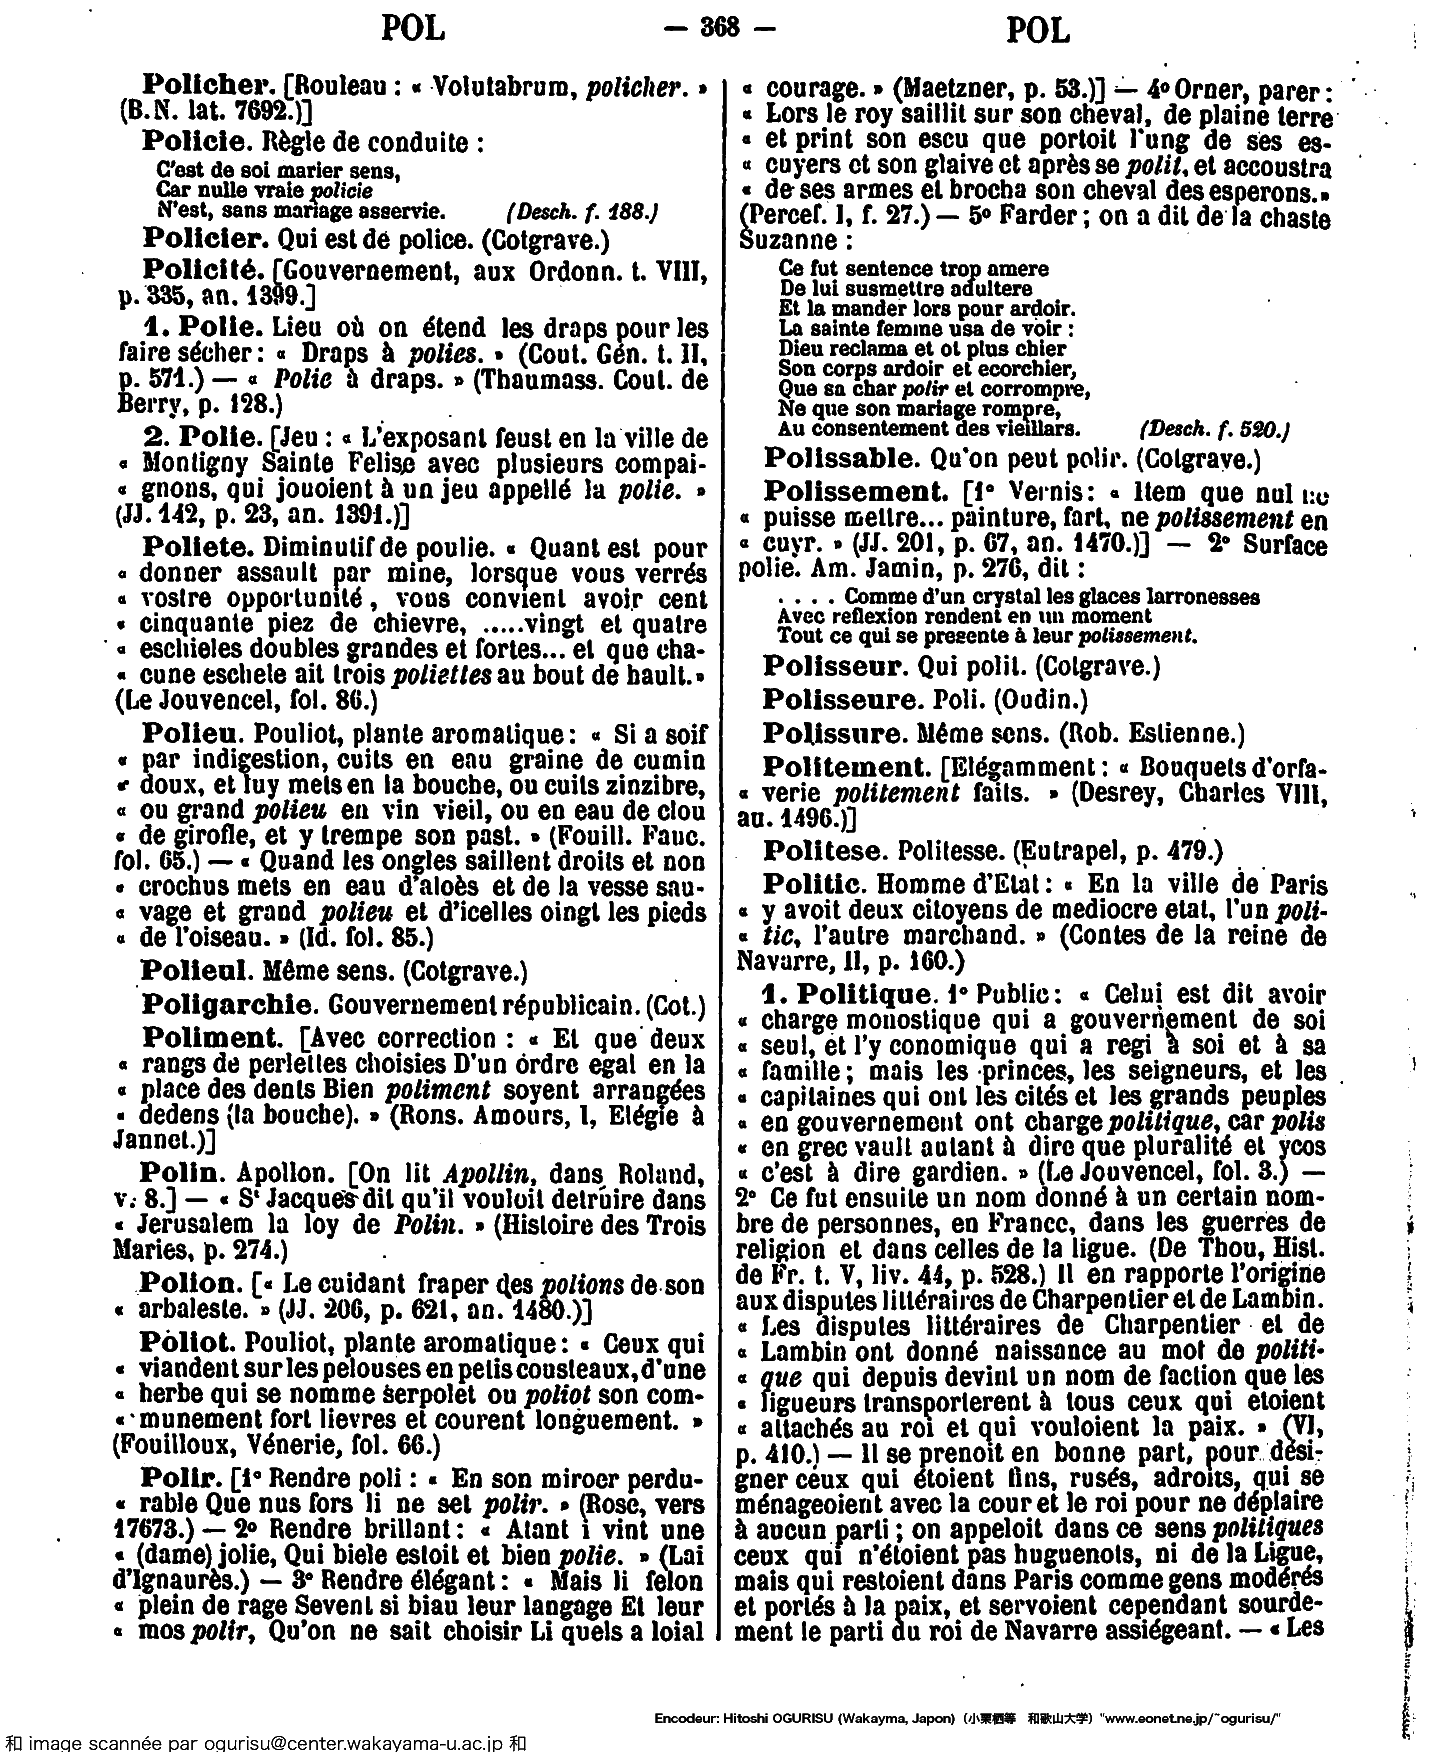 POL — 368 — POL
Policher. [Rouleau : « Volutabrum, policher. »
(B.N. lat. 7692.)]
Policie. Règle de conduite :
C'est de soi marier sens,
Car nulle vraie policie
N'est, sans mariage asservie. (Desch. f. 188.)
Policier. Qui est de police. (Cotgrave.)
Policité. [Gouvernement, aux Ordonn. t. VIII,
p. 335, an. 1399.]
1. Polie. Lieu où on étend les draps pour les
faire sécher : « Draps à polies. » (Cout. Gén. t. II,
p. 571.) — « Polie à draps. » (Thaumass. Cout. de
Berry, p. 128.)
2. Polie. [Jeu : « L'exposant feust en la ville de
« Montigny Sainte Felise avec plusieurs compai-
« gnons, qui jouoient à un jeu appellé la polie. »
(JJ. 142, p. 23, an. 1391.)]
Poliete. Diminutif de poulie. « Quant est pour
« donner assault par mine, lorsque vous verrés
« vostre opportunité, vous convient avoir cent
« cinquante piez de chievre, .....vingt et quatre
« eschieles doubles grandes et fortes... et que cha-
« cune eschele ait trois poliettes au bout de hault. »
(Le Jouvencel, fol. 86.)
Polieu. Pouliot, plante aromatique : « Si a soif
« par indigestion, cuits en eau graine de cumin
« doux, et luy mets en la bouche, ou cuits zinzibre,
« ou grand polieu en vin vieil, ou en eau de clou
« de girofle, et y trempe son past. » (Fouill. Fauc.
fol. 65.) — « Quand les ongles saillent droits et non
« crochus mets en eau d'aloès et de la vesse sau-
« vage et grand polieu et d'icelles oingt les pieds
« de l'oiseau. » (Id. fol. 85.)
Polieul. Même sens. (Cotgrave.)
Poligarchie. Gouvernement républicain. (Cot.)
Poliment. [Avec correction : « Et que deux
« rangs de perlettes choisies D'un ordre egal en la
« place des dents Bien poliment soyent arrangées
« dedens (la bouche). » (Rons. Amours, I, Elégie à
Jannet.)]
Polin. Apollon. [On lit Apollin, dans Roland,
v. 8.] — « St Jacques dit qu'il vouloit detruire dans
« Jerusalem la loy de Polin. » (Histoire des Trois
Maries, p. 274.)
Polion. [« Le cuidant fraper des polions de son
« arbaleste. » (JJ. 206, p. 621, an. 1480.)]
Poliot. Pouliot, plante aromatique : « Ceux qui
« viandent sur les pelouses en petis cousteaux, d'une
« herbe qui se nomme serpolet ou poliot son com-
« munement fort lievres et courent longuement. »
(Fouilloux, Vénerie, fol. 66.)
Polir. [1° Rendre poli : « En son miroer perdu-
« rable Que nus fors li ne set polir. » (Rose, vers
17673.) — 2° Rendre brillant : « Atant i vint une
« (dame) jolie, Qui biele estoit et bien polie. » (Lai
d'Ignaurès.) — 3° Rendre élégant : « Mais li felon
« plein de rage Sevent si biau leur langage Et leur
« mos polir, Qu'on ne sait choisir Li quels a loial
« courage. » (Maetzner, p. 53.)] — 4° Orner, parer :
« Lors le roy saillit sur son cheval, de plaine terre
« et print son escu que portoit l'ung de ses es-
« cuyers et son glaive et après se polit, et accoustra
« de ses armes et brocha son cheval des esperons. »
(Percef. I, f. 27.) — 5° Farder ; on a dit de la chaste
Suzanne :
Ce fut sentence trop amere
De lui susmettre adultere
Et la mander lors pour ardoir.
La sainte femme usa de voir :
Dieu reclama et ot plus chier
Son corps ardoir et ecorchier,
Que sa char polir et corrompre,
Ne que son mariage rompre,
Au consentement des vieillars. (Desch. f. 520.)
Polissable. Qu'on peut polir. (Cotgrave.)
Polissement. [1° Vernis : « Item que nul ne
« puisse mettre... painture, fart, ne polissement en
« cuyr. » (JJ. 201, p. 67, an. 1470.)] — 2° Surface
polie. Am. Jamin, p. 276, dit :
. . . . Comme d'un crystal les glaces larronesses
Avec reflexion rendent en un moment
Tout ce qui se presente à leur polissement.
Polisseur. Qui polit. (Cotgrave.)
Polisseure. Poli. (Oudin.)
Polissure. Même sens. (Rob. Estienne.)
Politement. [Elégamment : « Bouquets d'orfa-
« verie politement faits. » (Desrey, Charles VIII,
au. 1496.)]
Politese. Politesse. (Eutrapel, p. 479.)
Politic. Homme d'Etat : « En la ville de Paris
« y avoit deux citoyens de mediocre etat, l'un poli-
« tic, l'autre marchand. » (Contes de la reine de
Navarre, II, p. 160.)
1. Politique. 1° Public : « Celui est dit avoir
« charge monostique qui a gouvernement de soi
« seul, et l'y conomique qui a regi à soi et à sa
« famille ; mais les princes, les seigneurs, et les
« capitaines qui ont les cités et les grands peuples
« en gouvernement ont charge politique, car polis
« en grec vault autant à dire que pluralité et ycos
« c'est à dire gardien. » (Le Jouvencel, fol. 3.) —
2° Ce fut ensuite un nom donné à un certain nom-
bre de personnes, en France, dans les guerres de
religion et dans celles de la ligue. (De Thou, Hist.
de Fr. t. V, liv. 44, p. 528.) Il en rapporte l'origine
aux disputes littéraires de Charpentier et de Lambin.
« Les disputes littéraires de Charpentier et de
« Lambin ont donné naissance au mot de politi-
« que qui depuis devint un nom de faction que les
« ligueurs transporterent à tous ceux qui etoient
« attachés au roi et qui vouloient la paix. » (VI,
p. 410.) — Il se prenoit en bonne part, pour dési-
gner ceux qui étoient fins, rusés, adroits, qui se
ménageoient avec la cour et le roi pour ne déplaire
à aucun parti ; on appeloit dans ce sens politiques
ceux qui n'étoient pas huguenots, ni de la Ligue,
mais qui restoient dans Paris comme gens modérés
et portés à la paix, et servoient cependant sourde-
ment le parti du roi de Navarre assiégeant. — « Les
Encodeur: Hitoshi OGURISU (Wakayma, Japon) (小栗栖等 和歌山大学) "www.eonet.ne.jp/~ogurisu/"
和 image scannée par ogurisu@center.wakayama-u.ac.jp 和